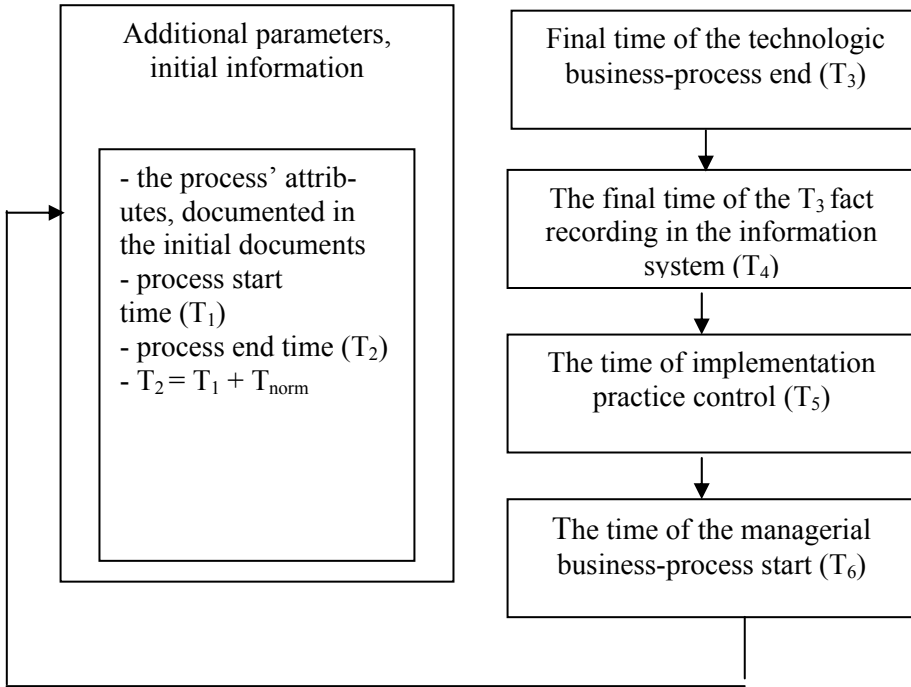 Additional parameters,
initial information
- the process’ attrib-
utes, documented in
the initial documents
- process start
time (T₁)
- process end time (T₂)
- T₂ = T₁ + Tnorm
Final time of the technologic
business-process end (T₃)
The final time of the T₃ fact
recording in the information
system (T₄)
The time of implementation
practice control (T₅)
The time of the managerial
business-process start (T₆)